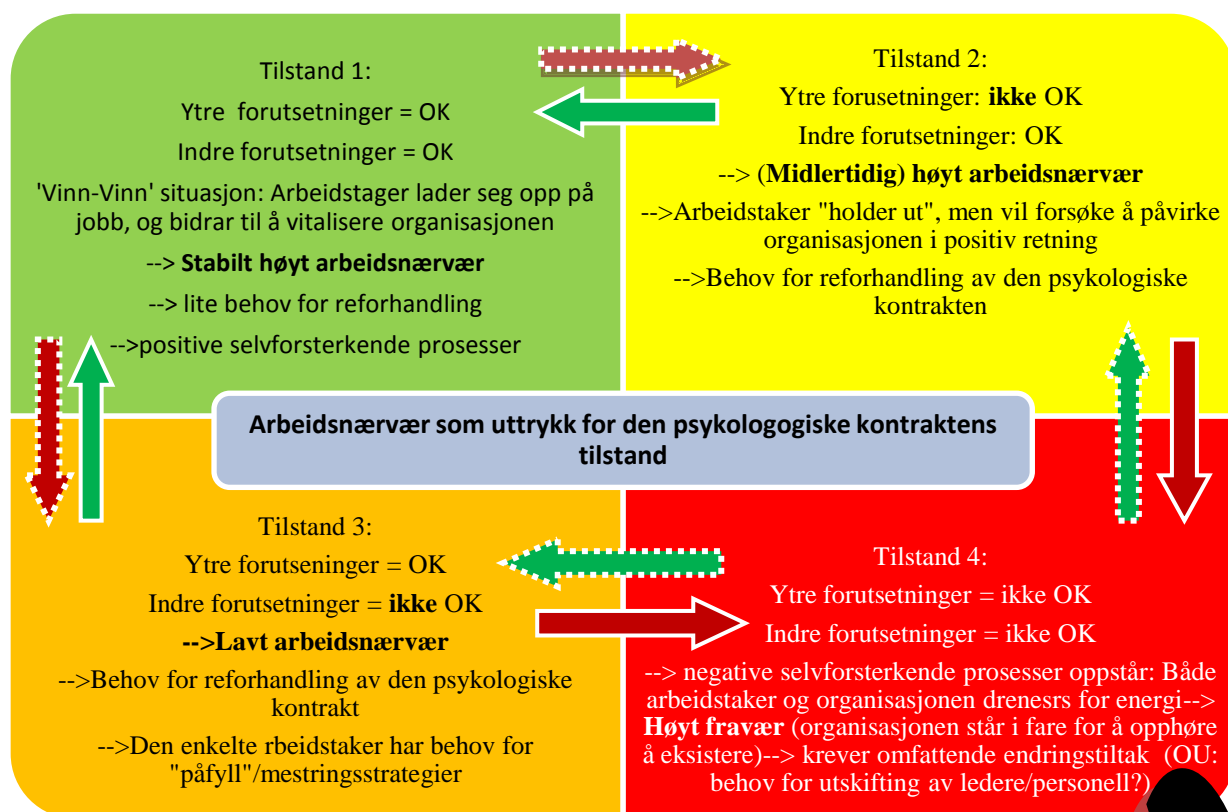 Tilstand 1:
Ytre forutsetninger = OK
Indre forutsetninger = OK
'Vinn-Vinn' situasjon: Arbeidstager lader seg opp på
jobb, og bidrar til å vitalisere organisasjonen
--> Stabilt høyt arbeidsnærvær
--> lite behov for reforhandling
-->positive selvforsterkende prosesser
Tilstand 2:
Ytre forusetninger: ikke OK
Indre forutsetninger: OK
--> (Midlertidig) høyt arbeidsnærvær
-->Arbeidstaker "holder ut", men vil forsøke å påvirke
organisasjonen i positiv retning
-->Behov for reforhandling av den psykologiske
kontrakten
Arbeidsnærvær som uttrykk for den psykologogiske kontraktens
tilstand
Tilstand 3:
Ytre forutseninger = OK
Indre forutsetninger = ikke OK
-->Lavt arbeidsnærvær
-->Behov for reforhandling av den psykologiske
kontrakt
-->Den enkelte rbeidstaker har behov for
"påfyll"/mestringsstrategier
Tilstand 4:
Ytre forutsetninger = ikke OK
Indre forutsetninger = ikke OK
--> negative selvforsterkende prosesser oppstår: Både
arbeidstaker og organisasjonen drenesrs for energi-->
Høyt fravær (organisasjonen står i fare for å opphøre
å eksistere)--> krever omfattende endringstiltak (OU:
behov for utskifting av ledere/personell?)